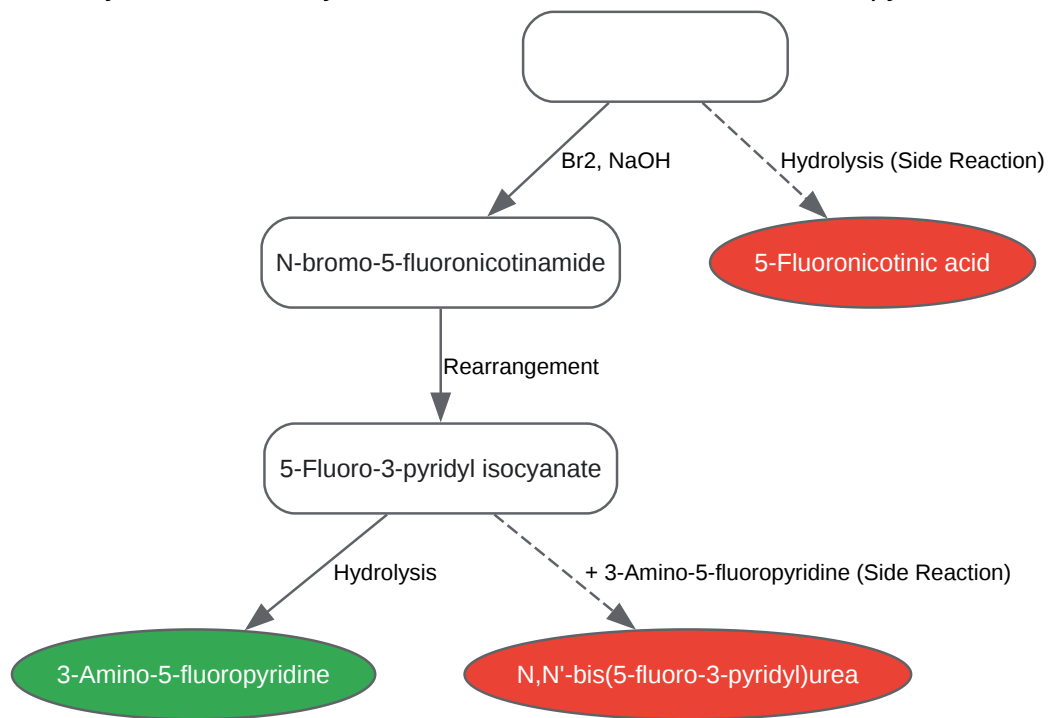 Br2, NaOH
Hydrolysis (Side Reaction)
N-bromo-5-fluoronicotinamide
5-Fluoronicotinic acid
Rearrangement
5-Fluoro-3-pyridyl isocyanate
Hydrolysis
+ 3-Amino-5-fluoropyridine (Side Reaction)
3-Amino-5-fluoropyridine
N,N'-bis(5-fluoro-3-pyridyl)urea